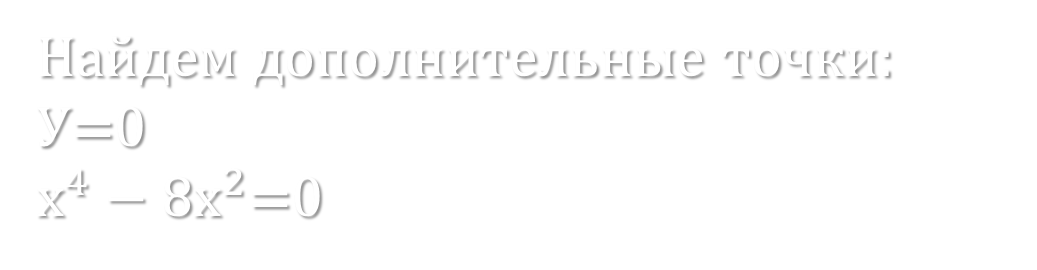 Найдем дополнительные точки:
У=0
x⁴ − 8x²=0